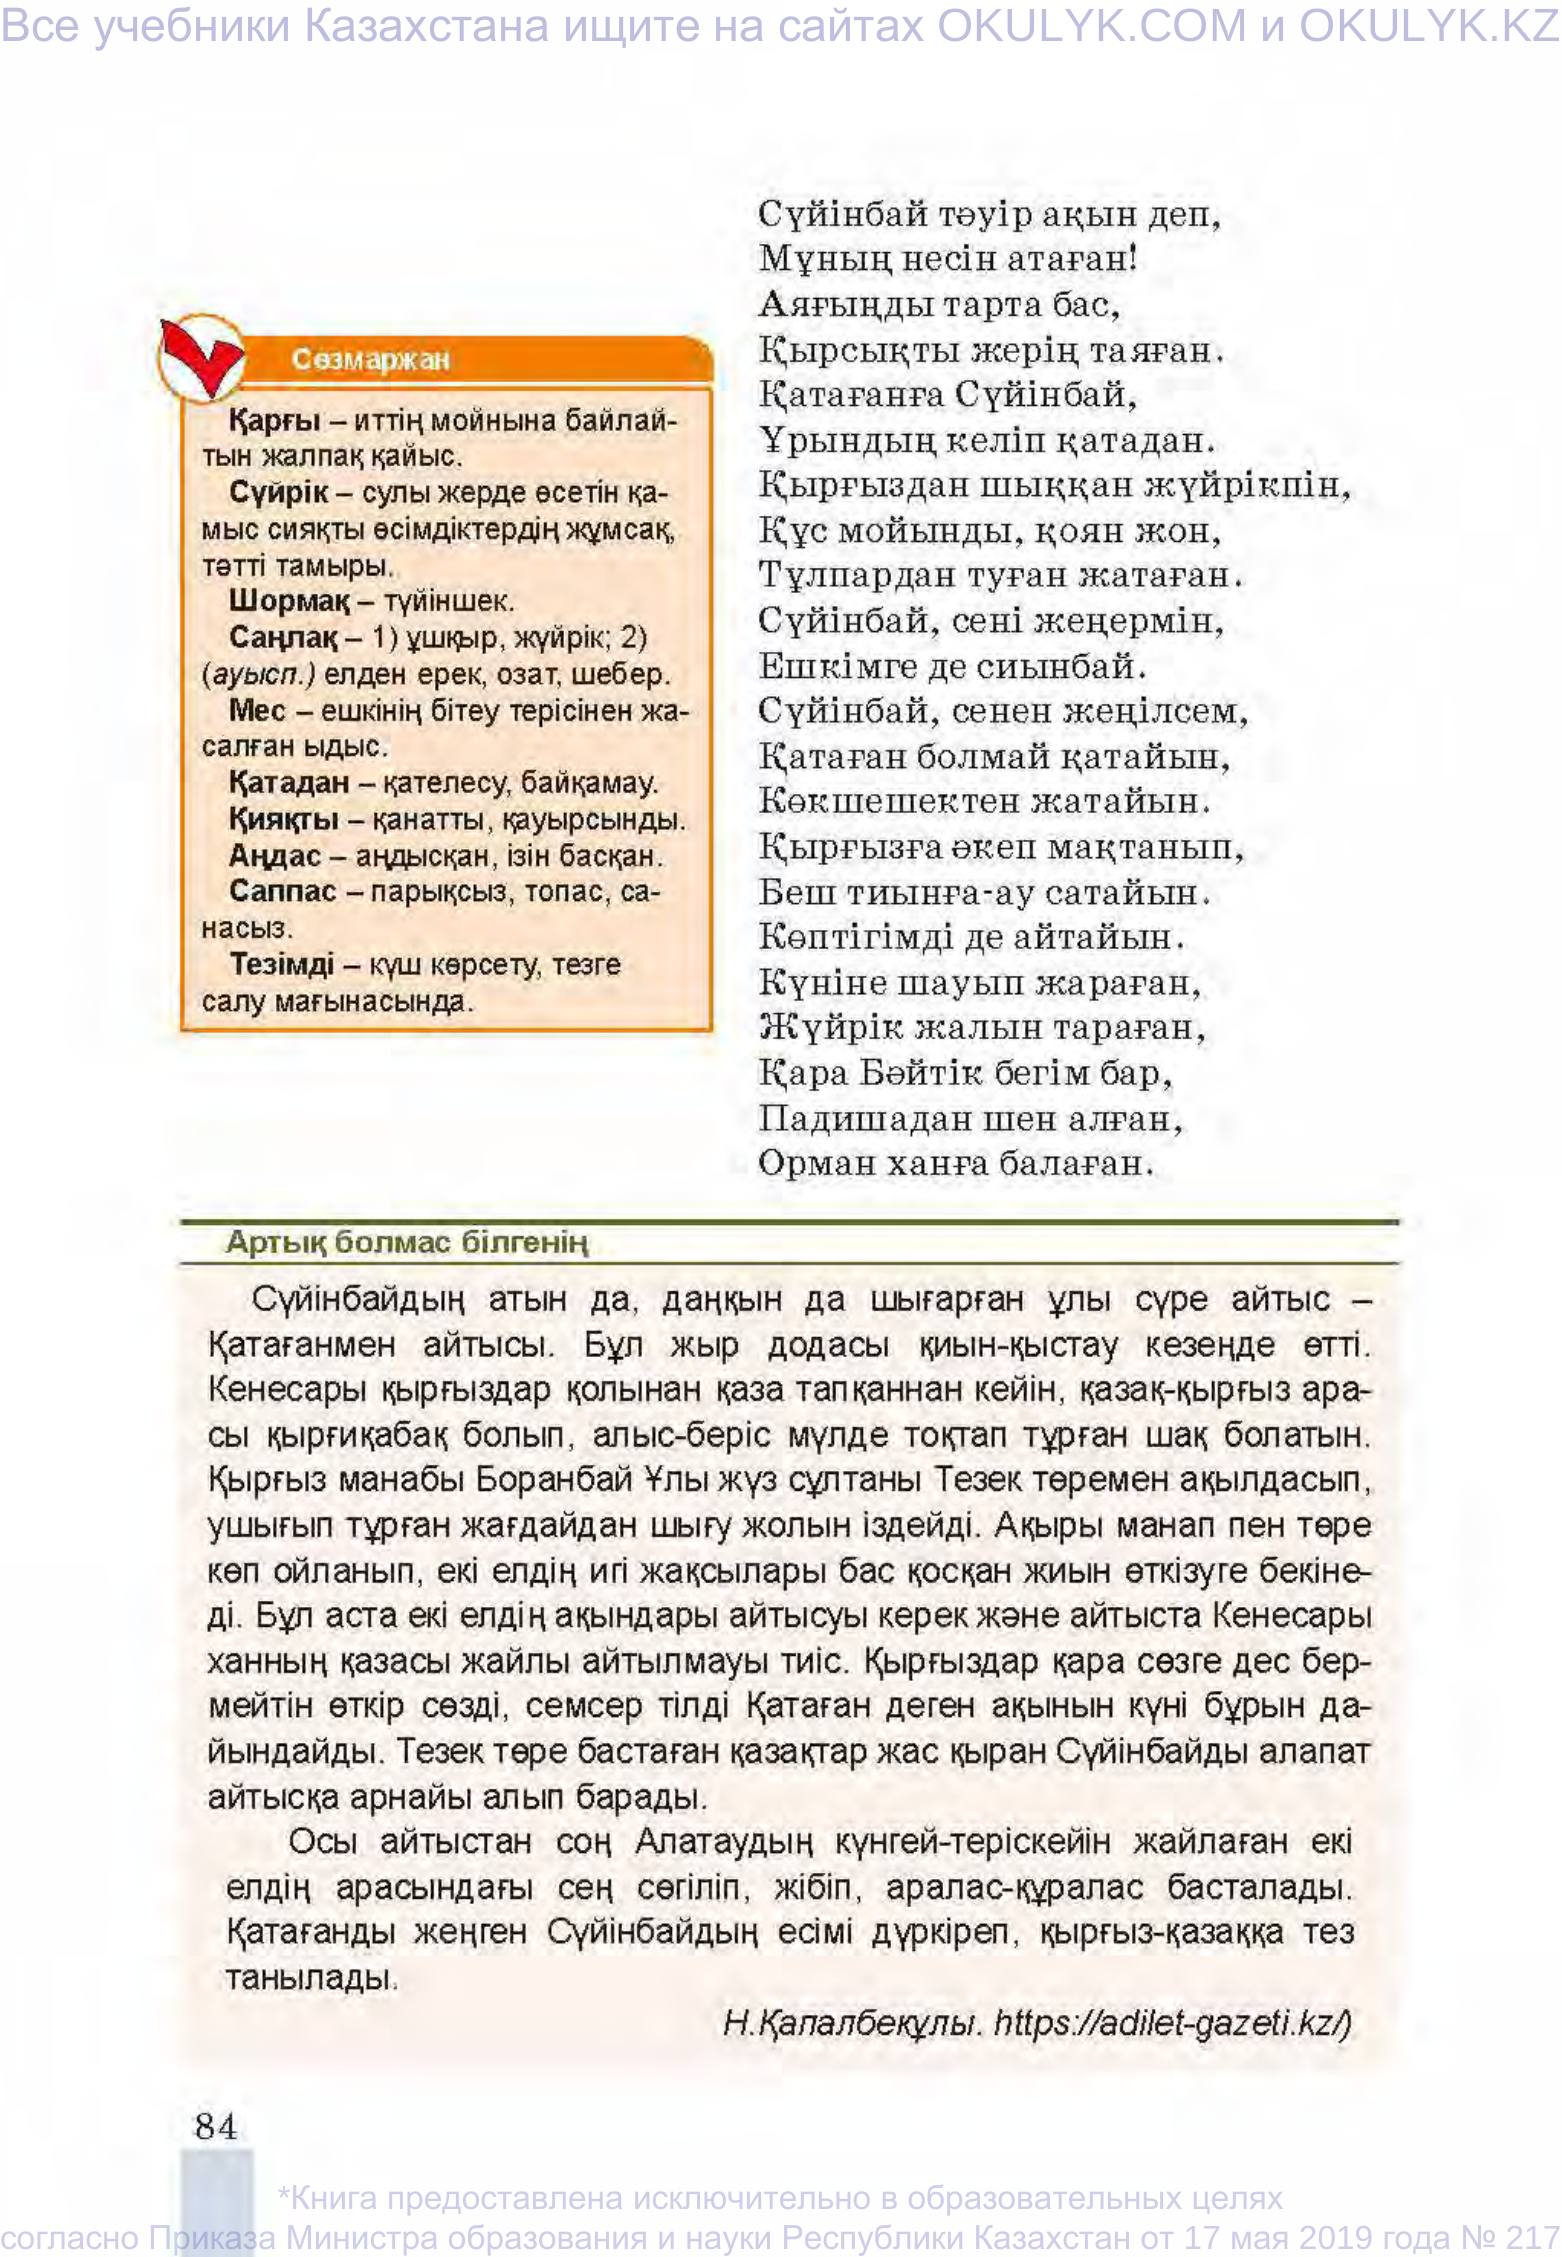 Все учебники Казахстана ищите на сайтах OKULYK.COM и OKULYK.KZ
Сүйінбай тәуір ақын деп,
Мұның несін атаған!
Аяғыңды тарта бас,
Қырсықты жерің таяған.
Қатағанға Сүйінбай,
Ұрындың келіп қатадан.
Қырғыздан шыққан жүйрікпін,
Құс мойынды, қоян жон,
Тұлпардан туған жатаған.
Сүйінбай, сені жеңермін,
Ешкімге де сиынбай.
Сүйінбай, сенен жеңілсем,
Қатаған болмай қатайын,
Көкшешектен жатайын.
Қырғызға әкеп мақтанып,
Беш тиынға-ау сатайын.
Көптігімді де айтайын.
Күніне шауып жараған,
Жүйрік жалын тараған,
Қара Бәйтік бегім бар,
Падишадан шен алған,
Орман ханға балаған.
Сөзмаржан
Қарғы – иттің мойнына байлай-
тын жалпақ қайыс.
Сүйрік – сулы жерде өсетін қа-
мыс сияқты өсімдіктердің жұмсақ,
тәтті тамыры.
Шормақ – түйіншек.
Саңлақ – 1) ұшқыр, жүйрік; 2)
(ауысп.) елден ерек, озат, шебер.
Мес – ешкінің бітеу терісінен жа-
салған ыдыс.
Қатадан – қателесу, байқамау.
Қияқты – қанатты, қауырсынды.
Аңдас – аңдысқан, ізін басқан.
Саппас – парықсыз, топас, са-
насыз.
Тезімді – күш көрсету, тезге
салу мағынасында.
Артық болмас білгенің
Сүйінбайдың атын да, даңқын да шығарған ұлы сүре айтыс –
Қатағанмен айтысы. Бұл жыр додасы қиын-қыстау кезеңде өтті.
Кенесары қырғыздар қолынан қаза тапқаннан кейін, қазақ-қырғыз ара-
сы қырғиқабақ болып, алыс-беріс мүлде тоқтап тұрған шақ болатын.
Қырғыз манабы Боранбай Ұлы жүз сұлтаны Тезек төремен ақылдасып,
ушығып тұрған жағдайдан шығу жолын іздейді. Ақыры манап пен төре
көп ойланып, екі елдің игі жақсылары бас қосқан жиын өткізуге бекіне-
ді. Бұл аста екі елдің ақындары айтысуы керек және айтыста Кенесары
ханның қазасы жайлы айтылмауы тиіс. Қырғыздар қара сөзге дес бер-
мейтін өткір сөзді, семсер тілді Қатаған деген ақынын күні бұрын да-
йындайды. Тезек төре бастаған қазақтар жас қыран Сүйінбайды алапат
айтысқа арнайы алып барады.
Осы айтыстан соң Алатаудың күнгей-теріскейін жайлаған екі
елдің арасындағы сең сөгіліп, жібіп, аралас-құралас басталады.
Қатағанды жеңген Сүйінбайдың есімі дүркіреп, қырғыз-қазаққа тез
танылады.
Н.Қапалбекұлы. https://adilet-gazeti.kz/)
84
*Книга предоставлена исключительно в образовательных целях
согласно Приказа Министра образования и науки Республики Казахстан от 17 мая 2019 года № 217